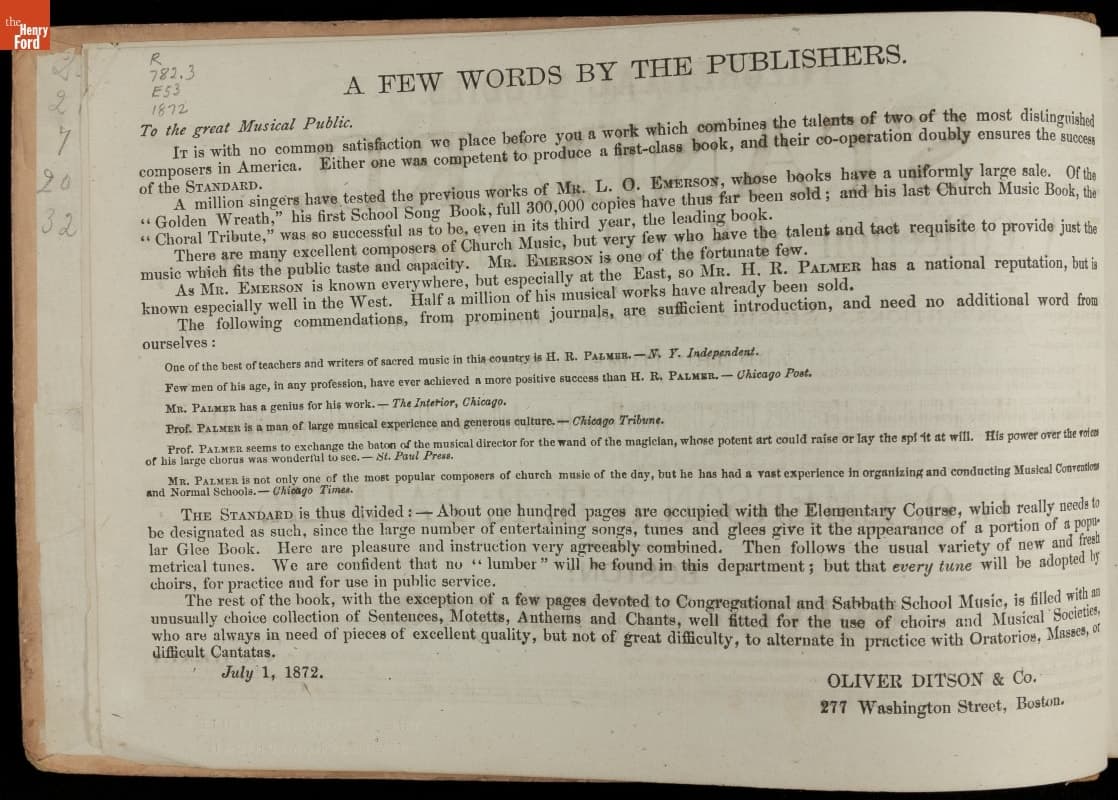 the
Henry
Ford
R
782.3
E53
1872
2
7
20
32
A FEW WORDS BY THE PUBLISHERS.
To the great Musical Public.
IT is with no common satisfaction we place before you a work which combines the talents of two of the most distinguished
composers in America. Either one was competent to produce a first-class book, and their co-operation doubly ensures the success
of the STANDARD.
A million singers have tested the previous works of MR. L. O. EMERSON, whose books have a uniformly large sale. Of the
"Golden Wreath," his first School Song Book, full 300,000 copies have thus far been sold; and his last Church Music Book, the
"Choral Tribute," was so successful as to be, even in its third year, the leading book.
There are many excellent composers of Church Music, but very few who have the talent and tact requisite to provide just the
music which fits the public taste and capacity. MR. EMERSON is one of the fortunate few.
As MR. EMERSON is known everywhere, but especially at the East, so MR. H. R. PALMER has a national reputation, but is
known especially well in the West. Half a million of his musical works have already been sold.
The following commendations, from prominent journals, are sufficient introduction, and need no additional word from
ourselves:
One of the best of teachers and writers of sacred music in this country is H. R. PALMER.—N. Y. Independent.
Few men of his age, in any profession, have ever achieved a more positive success than H. R. PALMER.—Chicago Post.
MR. PALMER has a genius for his work.—The Interior, Chicago.
Prof. PALMER is a man of large musical experience and generous culture.—Chicago Tribune.
Prof. PALMER seems to exchange the baton of the musical director for the wand of the magician, whose potent art could raise or lay the spi it at will. His power over the voices
of his large chorus was wonderful to see.—St. Paul Press.
MR. PALMER is not only one of the most popular composers of church music of the day, but he has had a vast experience in organizing and conducting Musical Conventions
and Normal Schools.—Chicago Times.
THE STANDARD is thus divided:—About one hundred pages are occupied with the Elementary Course, which really needs to
be designated as such, since the large number of entertaining songs, tunes and glees give it the appearance of a portion of a popu-
lar Glee Book. Here are pleasure and instruction very agreeably combined. Then follows the usual variety of new and fresh
metrical tunes. We are confident that no "lumber" will be found in this department; but that every tune will be adopted by
choirs, for practice and for use in public service.
The rest of the book, with the exception of a few pages devoted to Congregational and Sabbath School Music, is filled with an
unusually choice collection of Sentences, Motetts, Anthems and Chants, well fitted for the use of choirs and Musical Societies,
who are always in need of pieces of excellent quality, but not of great difficulty, to alternate in practice with Oratorios, Masses, or
difficult Cantatas.
July 1, 1872.
OLIVER DITSON & Co.
277 Washington Street, Boston.